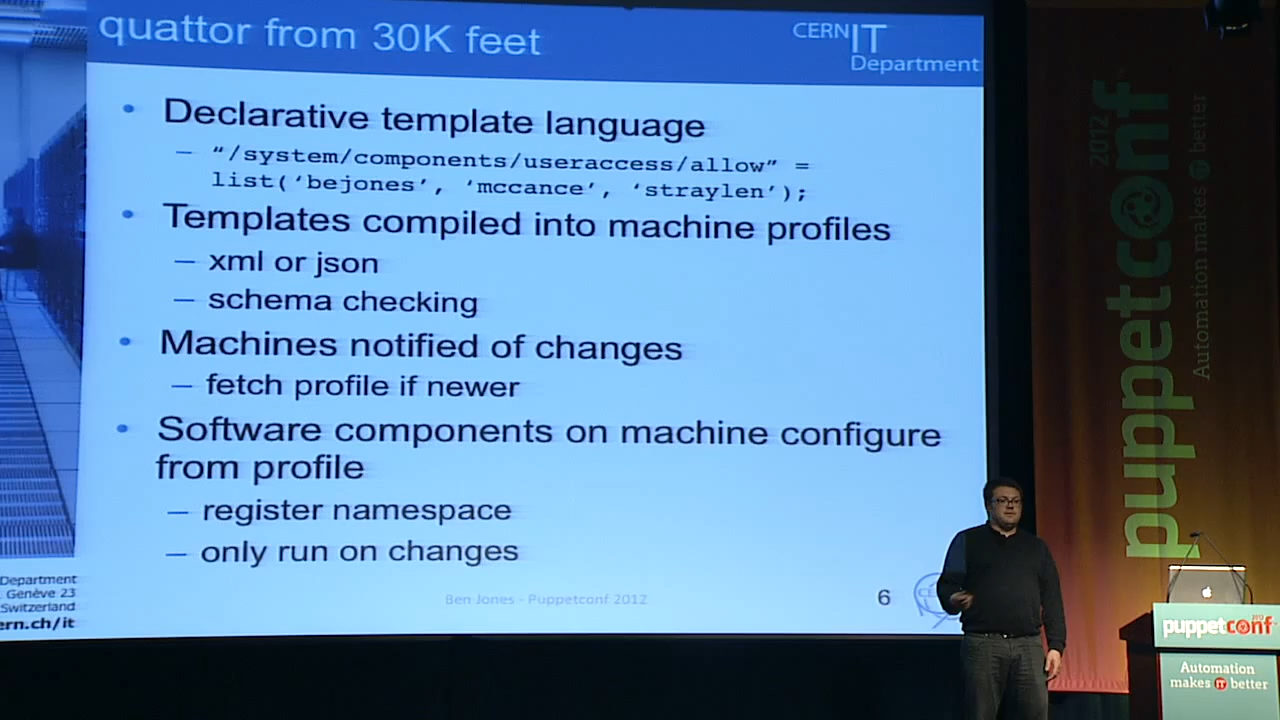 quattor from 30K feet
CERN IT
Department
• Declarative template language
– “/system/components/useraccess/allow” =
list(‘bejones’, ‘mccance’, ‘straylen’);
• Templates compiled into machine profiles
– xml or json
– schema checking
• Machines notified of changes
– fetch profile if newer
• Software components on machine configure
from profile
– register namespace
– only run on changes
Department
Genève 23
Switzerland
ern.ch/it
Ben Jones - Puppetconf 2012
6
puppetconf
2012
Automation makes IT better
puppetconf
2012
Automation
makes IT better